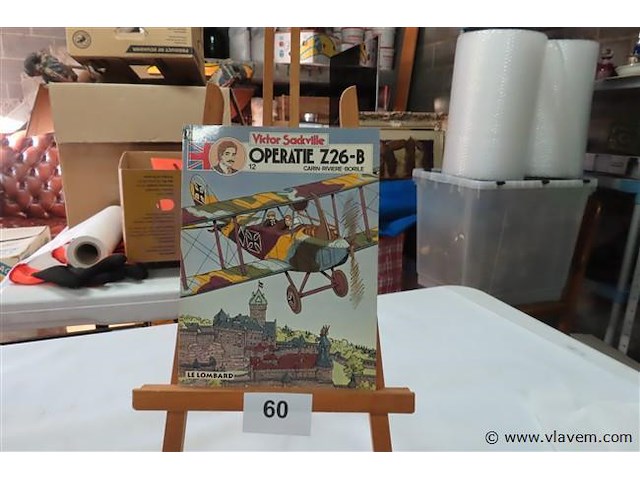 Victor Sackville
OPERATIE Z26-B
12
CARIN·RIVIERE·BORILE
LE LOMBARD
60
© www.vlavem.com